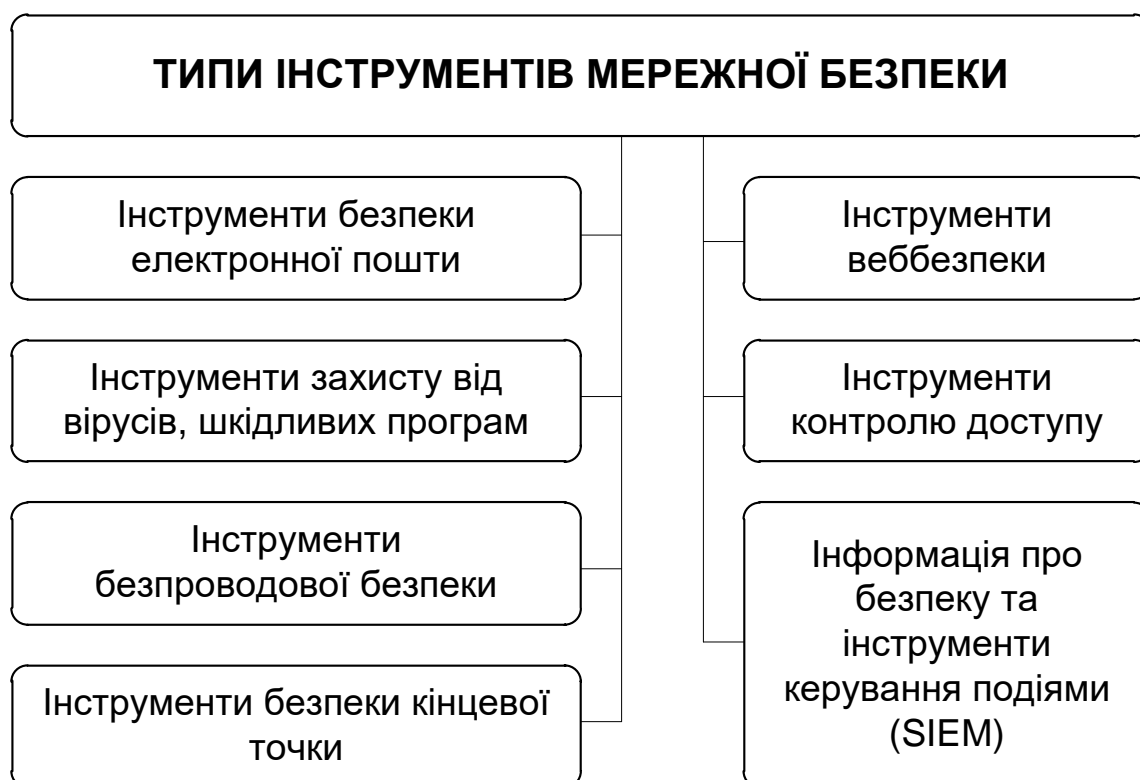 ТИПИ ІНСТРУМЕНТІВ МЕРЕЖНОЇ БЕЗПЕКИ
Інструменти безпеки
електронної пошти
Інструменти захисту від
вірусів, шкідливих програм
Інструменти
безпроводової безпеки
Інструменти безпеки кінцевої
точки
Інструменти
веббезпеки
Інструменти
контролю доступу
Інформація про
безпеку та
інструменти
керування подіями
(SIEM)